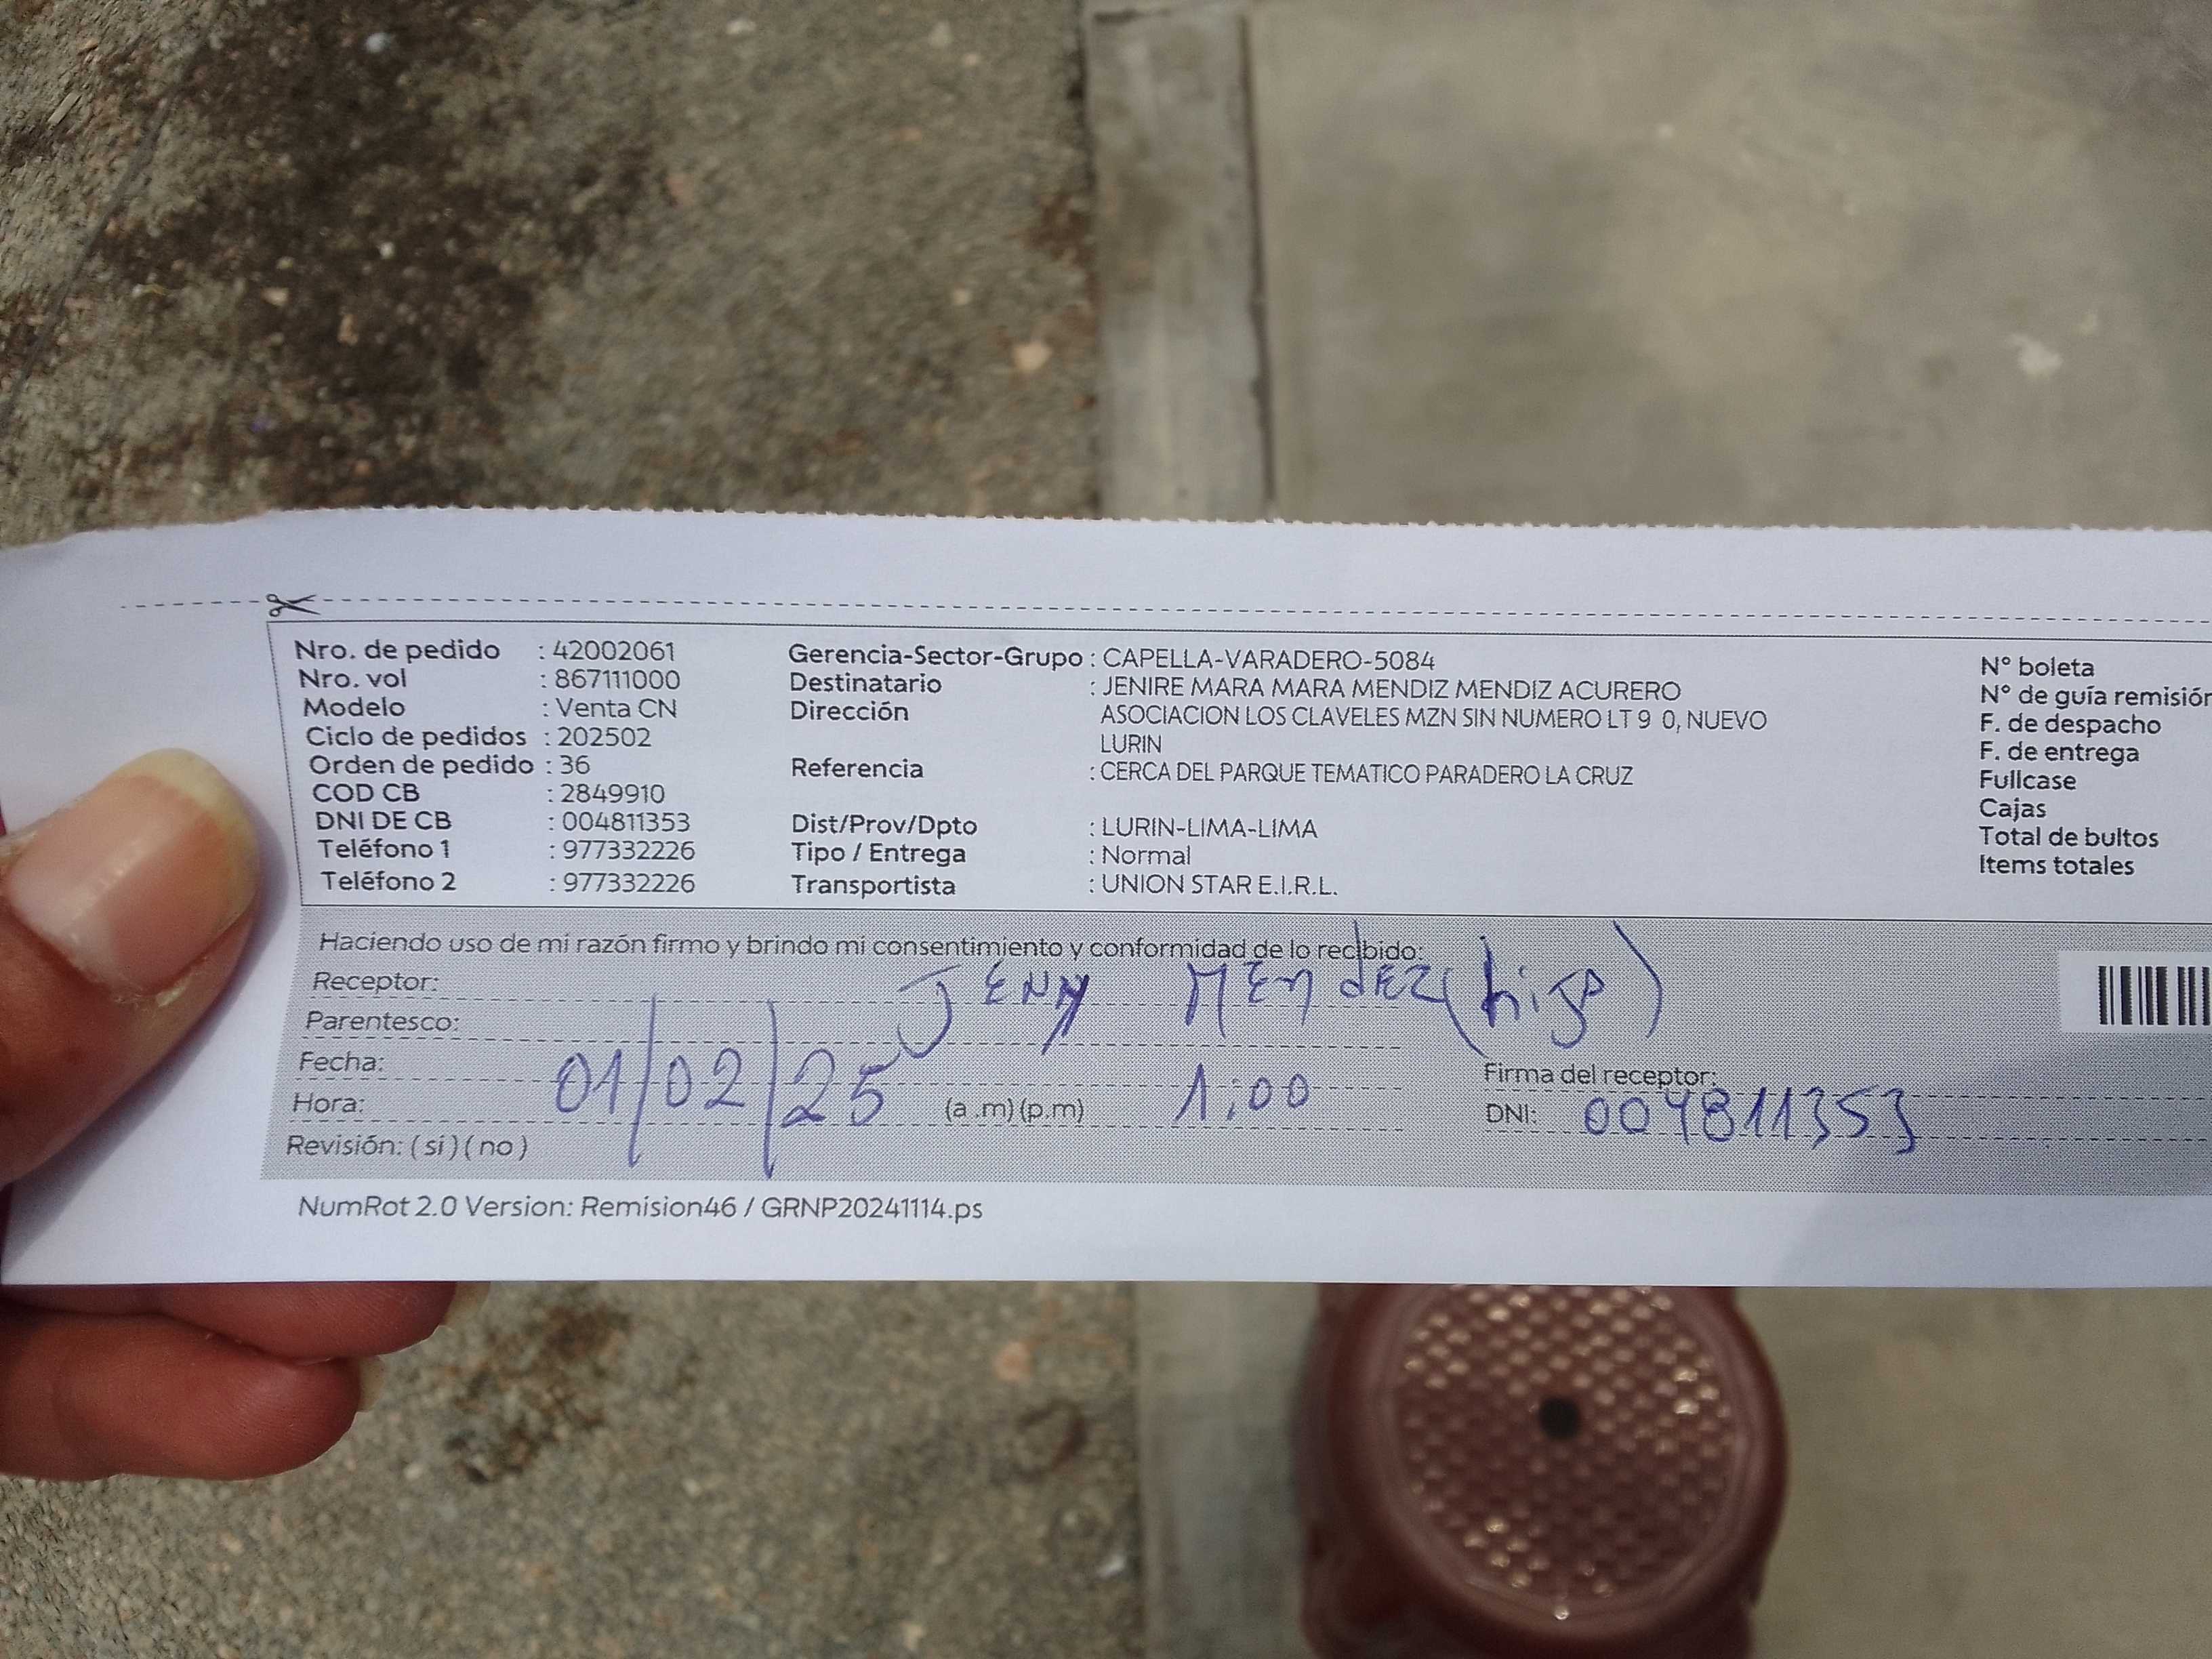 Nro. de pedido : 42002061
Nro. vol : 867111000
Modelo : Venta CN
Ciclo de pedidos : 202502
Orden de pedido : 36
COD CB : 2849910
DNI DE CB : 004811353
Teléfono 1 : 977332226
Teléfono 2 : 977332226
Gerencia-Sector-Grupo : CAPELLA-VARADERO-5084
Destinatario : JENIRE MARA MARA MENDIZ MENDIZ ACURERO
Dirección ASOCIACION LOS CLAVELES MZN SIN NUMERO LT 9 0, NUEVO
LURIN
Referencia : CERCA DEL PARQUE TEMATICO PARADERO LA CRUZ
Dist/Prov/Dpto : LURIN-LIMA-LIMA
Tipo / Entrega : Normal
Transportista : UNION STAR E.I.R.L.
N° boleta
N° de guía remisión
F. de despacho
F. de entrega
Fullcase
Cajas
Total de bultos
Items totales
Haciendo uso de mi razón firmo y brindo mi consentimiento y conformidad de lo recibido:
Receptor: JENNY MENdEZ (hijo)
Parentesco:
Fecha: 01/02/25
Hora: (a .m) (p.m) 1:00
Firma del receptor:
DNI: 004811353
Revisión: ( si ) ( no )
NumRot 2.0 Version: Remision46 / GRNP20241114.ps